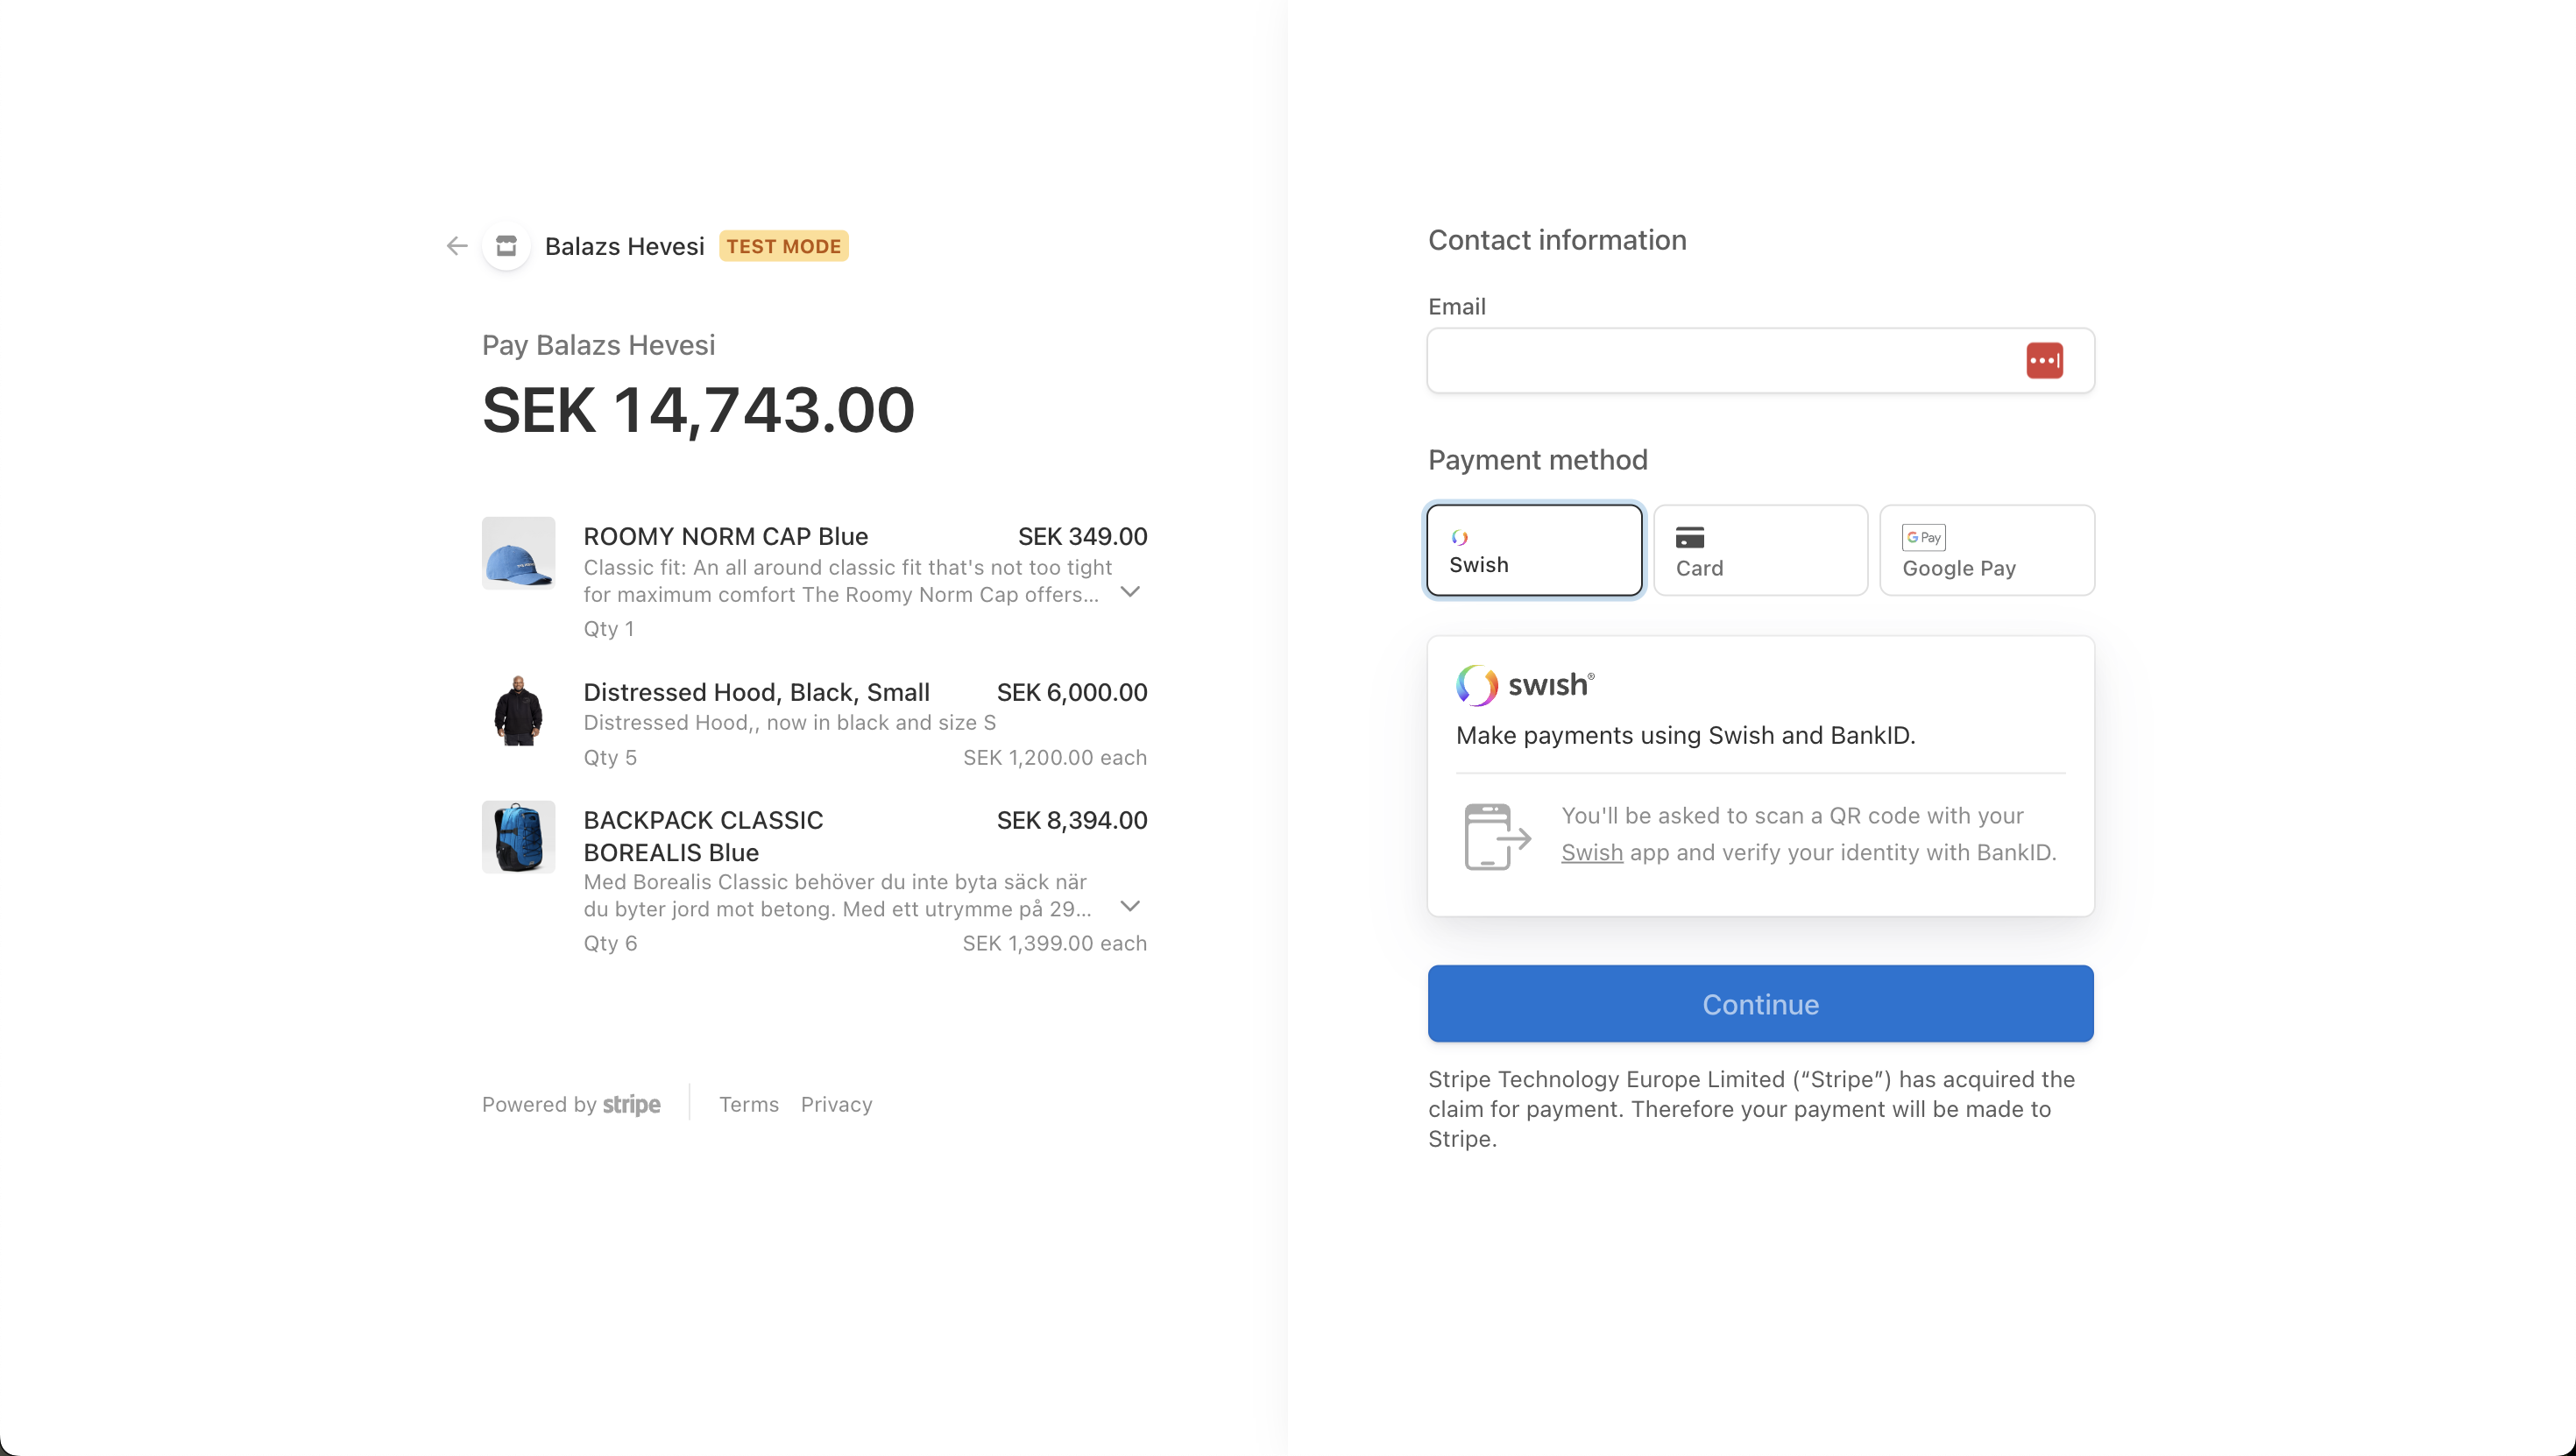 Balazs Hevesi TEST MODE
Pay Balazs Hevesi
SEK 14,743.00
ROOMY NORM CAP Blue SEK 349.00
Classic fit: An all around classic fit that's not too tight
for maximum comfort The Roomy Norm Cap offers...
Qty 1
Distressed Hood, Black, Small SEK 6,000.00
Distressed Hood,, now in black and size S
Qty 5 SEK 1,200.00 each
BACKPACK CLASSIC SEK 8,394.00
BOREALIS Blue
Med Borealis Classic behöver du inte byta säck när
du byter jord mot betong. Med ett utrymme på 29...
Qty 6 SEK 1,399.00 each
Powered by stripe Terms Privacy
Contact information
Email
Payment method
Swish
Card
G Pay
Google Pay
swish®
Make payments using Swish and BankID.
You'll be asked to scan a QR code with your
Swish app and verify your identity with BankID.
Continue
Stripe Technology Europe Limited (“Stripe”) has acquired the
claim for payment. Therefore your payment will be made to
Stripe.